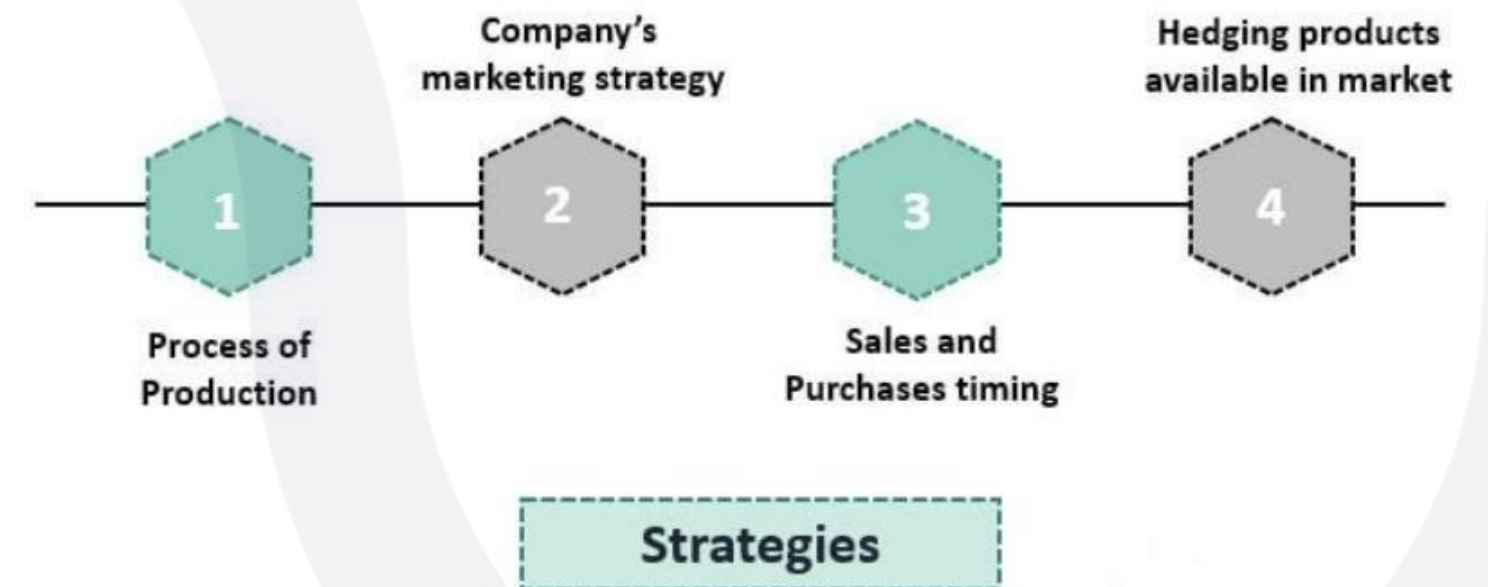 Company's
marketing strategy
Hedging products
available in market
1
2
3
4
Process of
Production
Sales and
Purchases timing
Strategies